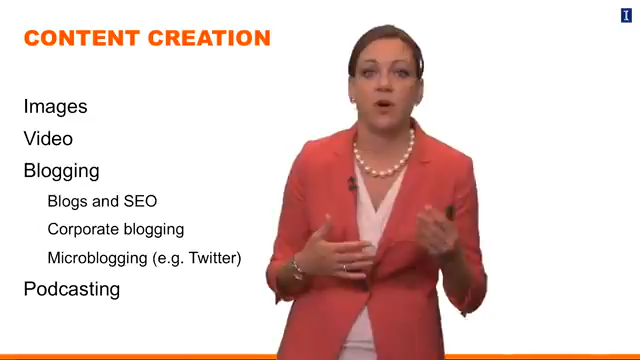 I
CONTENT CREATION
Images
Video
Blogging
Blogs and SEO
Corporate blogging
Microblogging (e.g. Twitter)
Podcasting